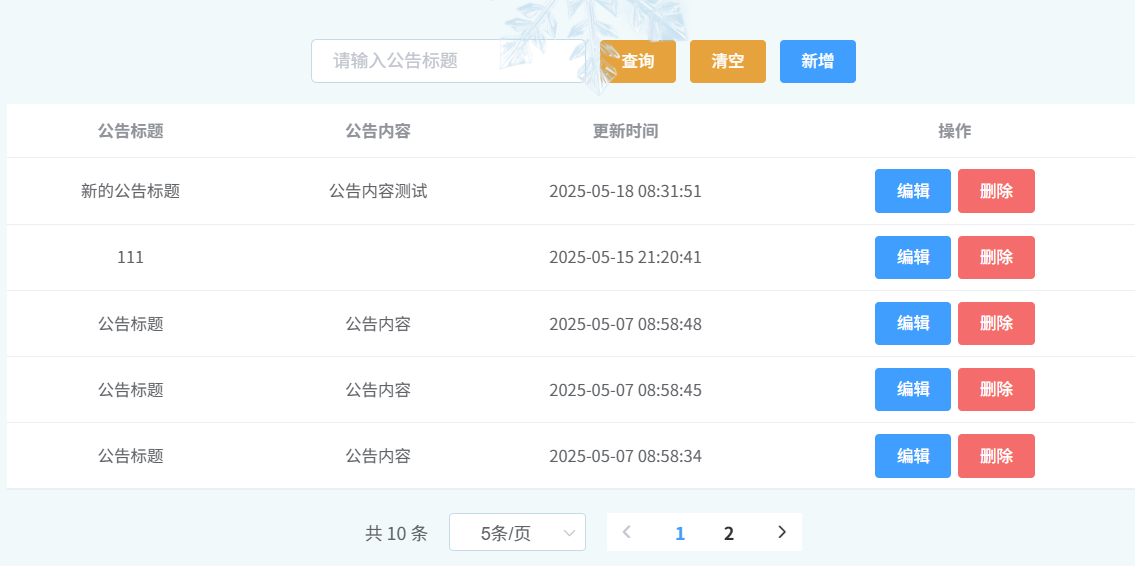 请输入公告标题 查询 清空 新增
公告标题 公告内容 更新时间 操作
新的公告标题 公告内容测试 2025-05-18 08:31:51 编辑 删除
111 2025-05-15 21:20:41 编辑 删除
公告标题 公告内容 2025-05-07 08:58:48 编辑 删除
公告标题 公告内容 2025-05-07 08:58:45 编辑 删除
公告标题 公告内容 2025-05-07 08:58:34 编辑 删除
共 10 条 5条/页 1 2